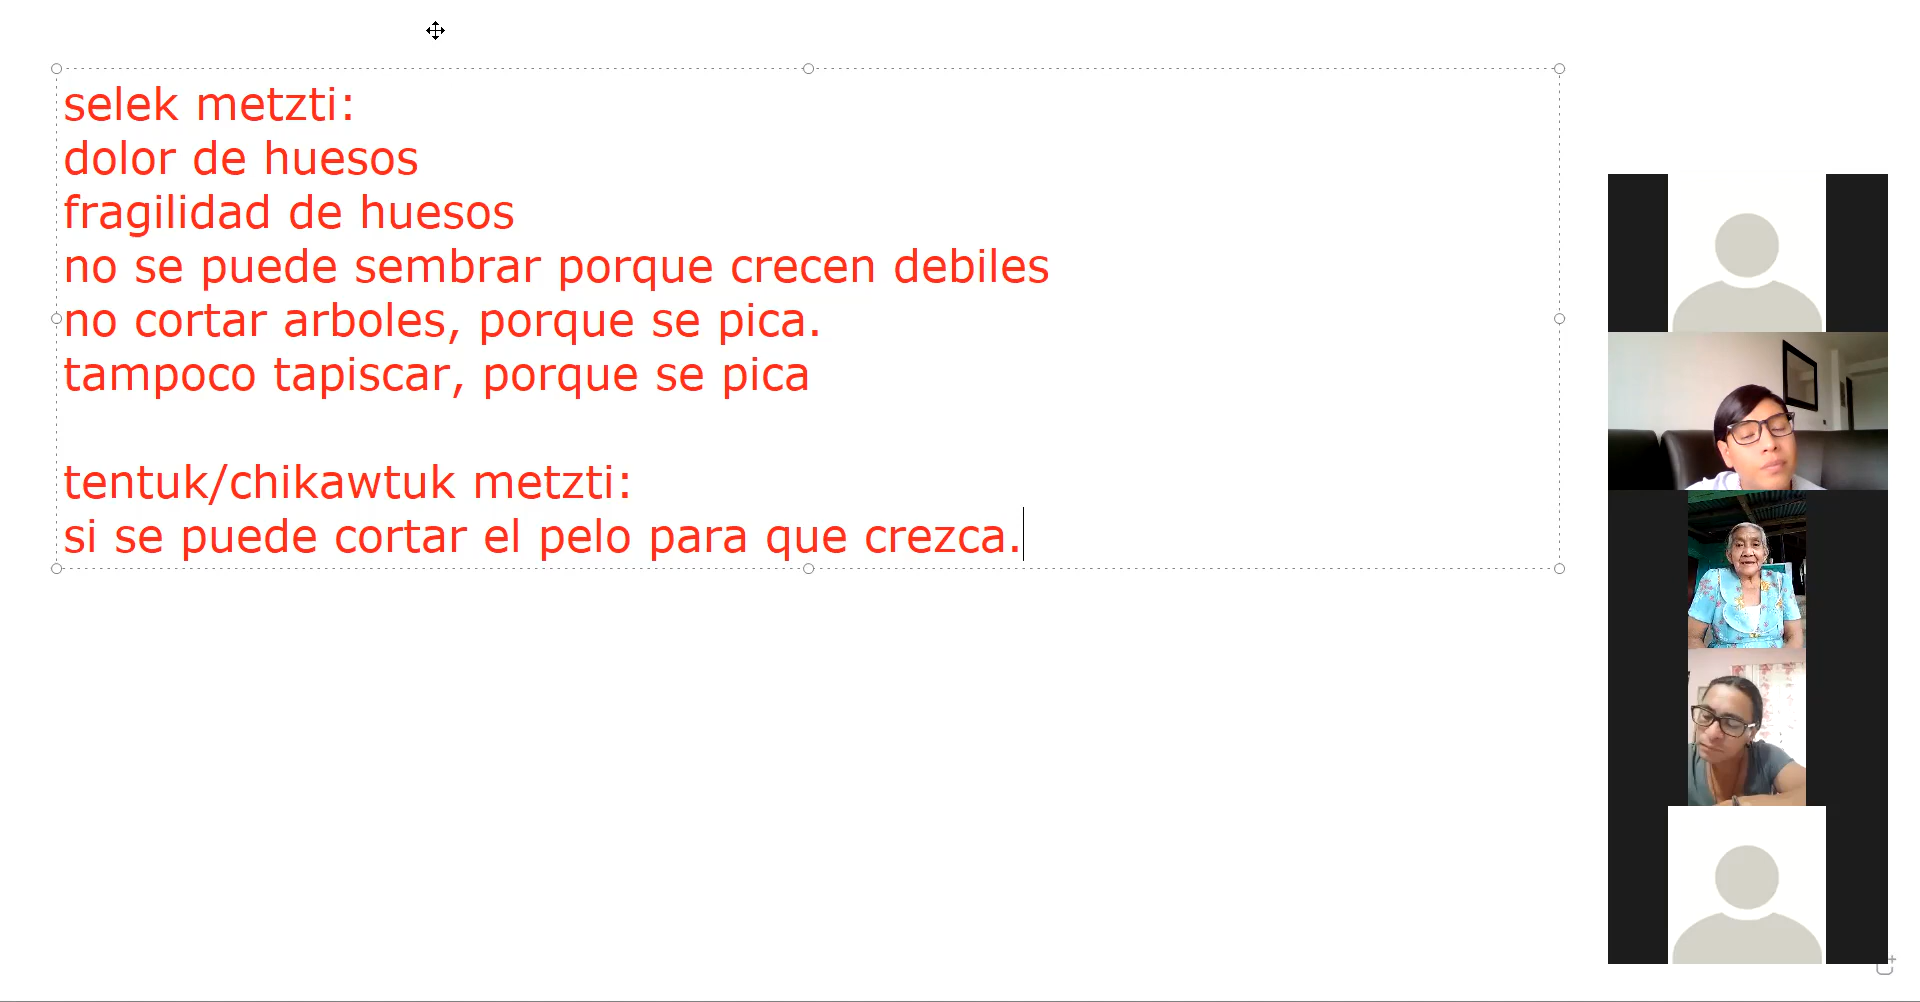 selek metzti:
dolor de huesos
fragilidad de huesos
no se puede sembrar porque crecen debiles
no cortar arboles, porque se pica.
tampoco tapiscar, porque se pica
tentuk/chikawtuk metzti:
si se puede cortar el pelo para que crezca.